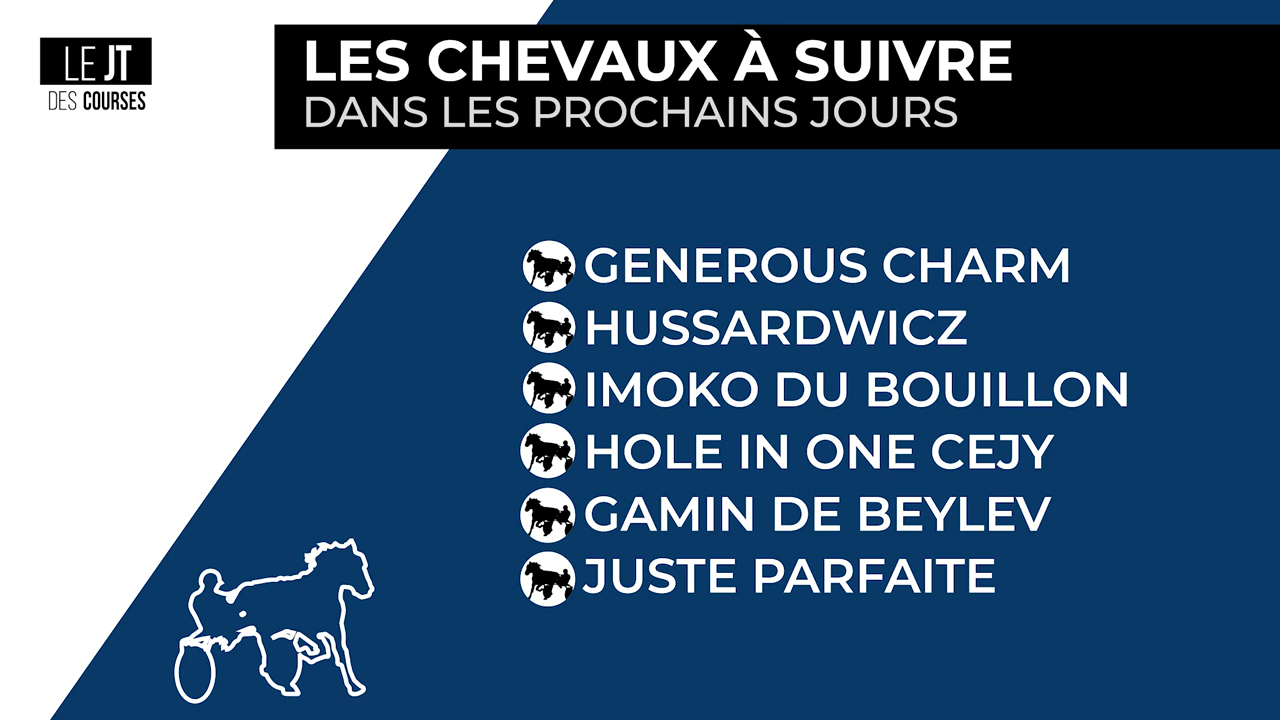 LE JT
DES COURSES
LES CHEVAUX À SUIVRE
DANS LES PROCHAINS JOURS
GENEROUS CHARM
HUSSARDWICZ
IMOKO DU BOUILLON
HOLE IN ONE CEJY
GAMIN DE BEYLEV
JUSTE PARFAITE